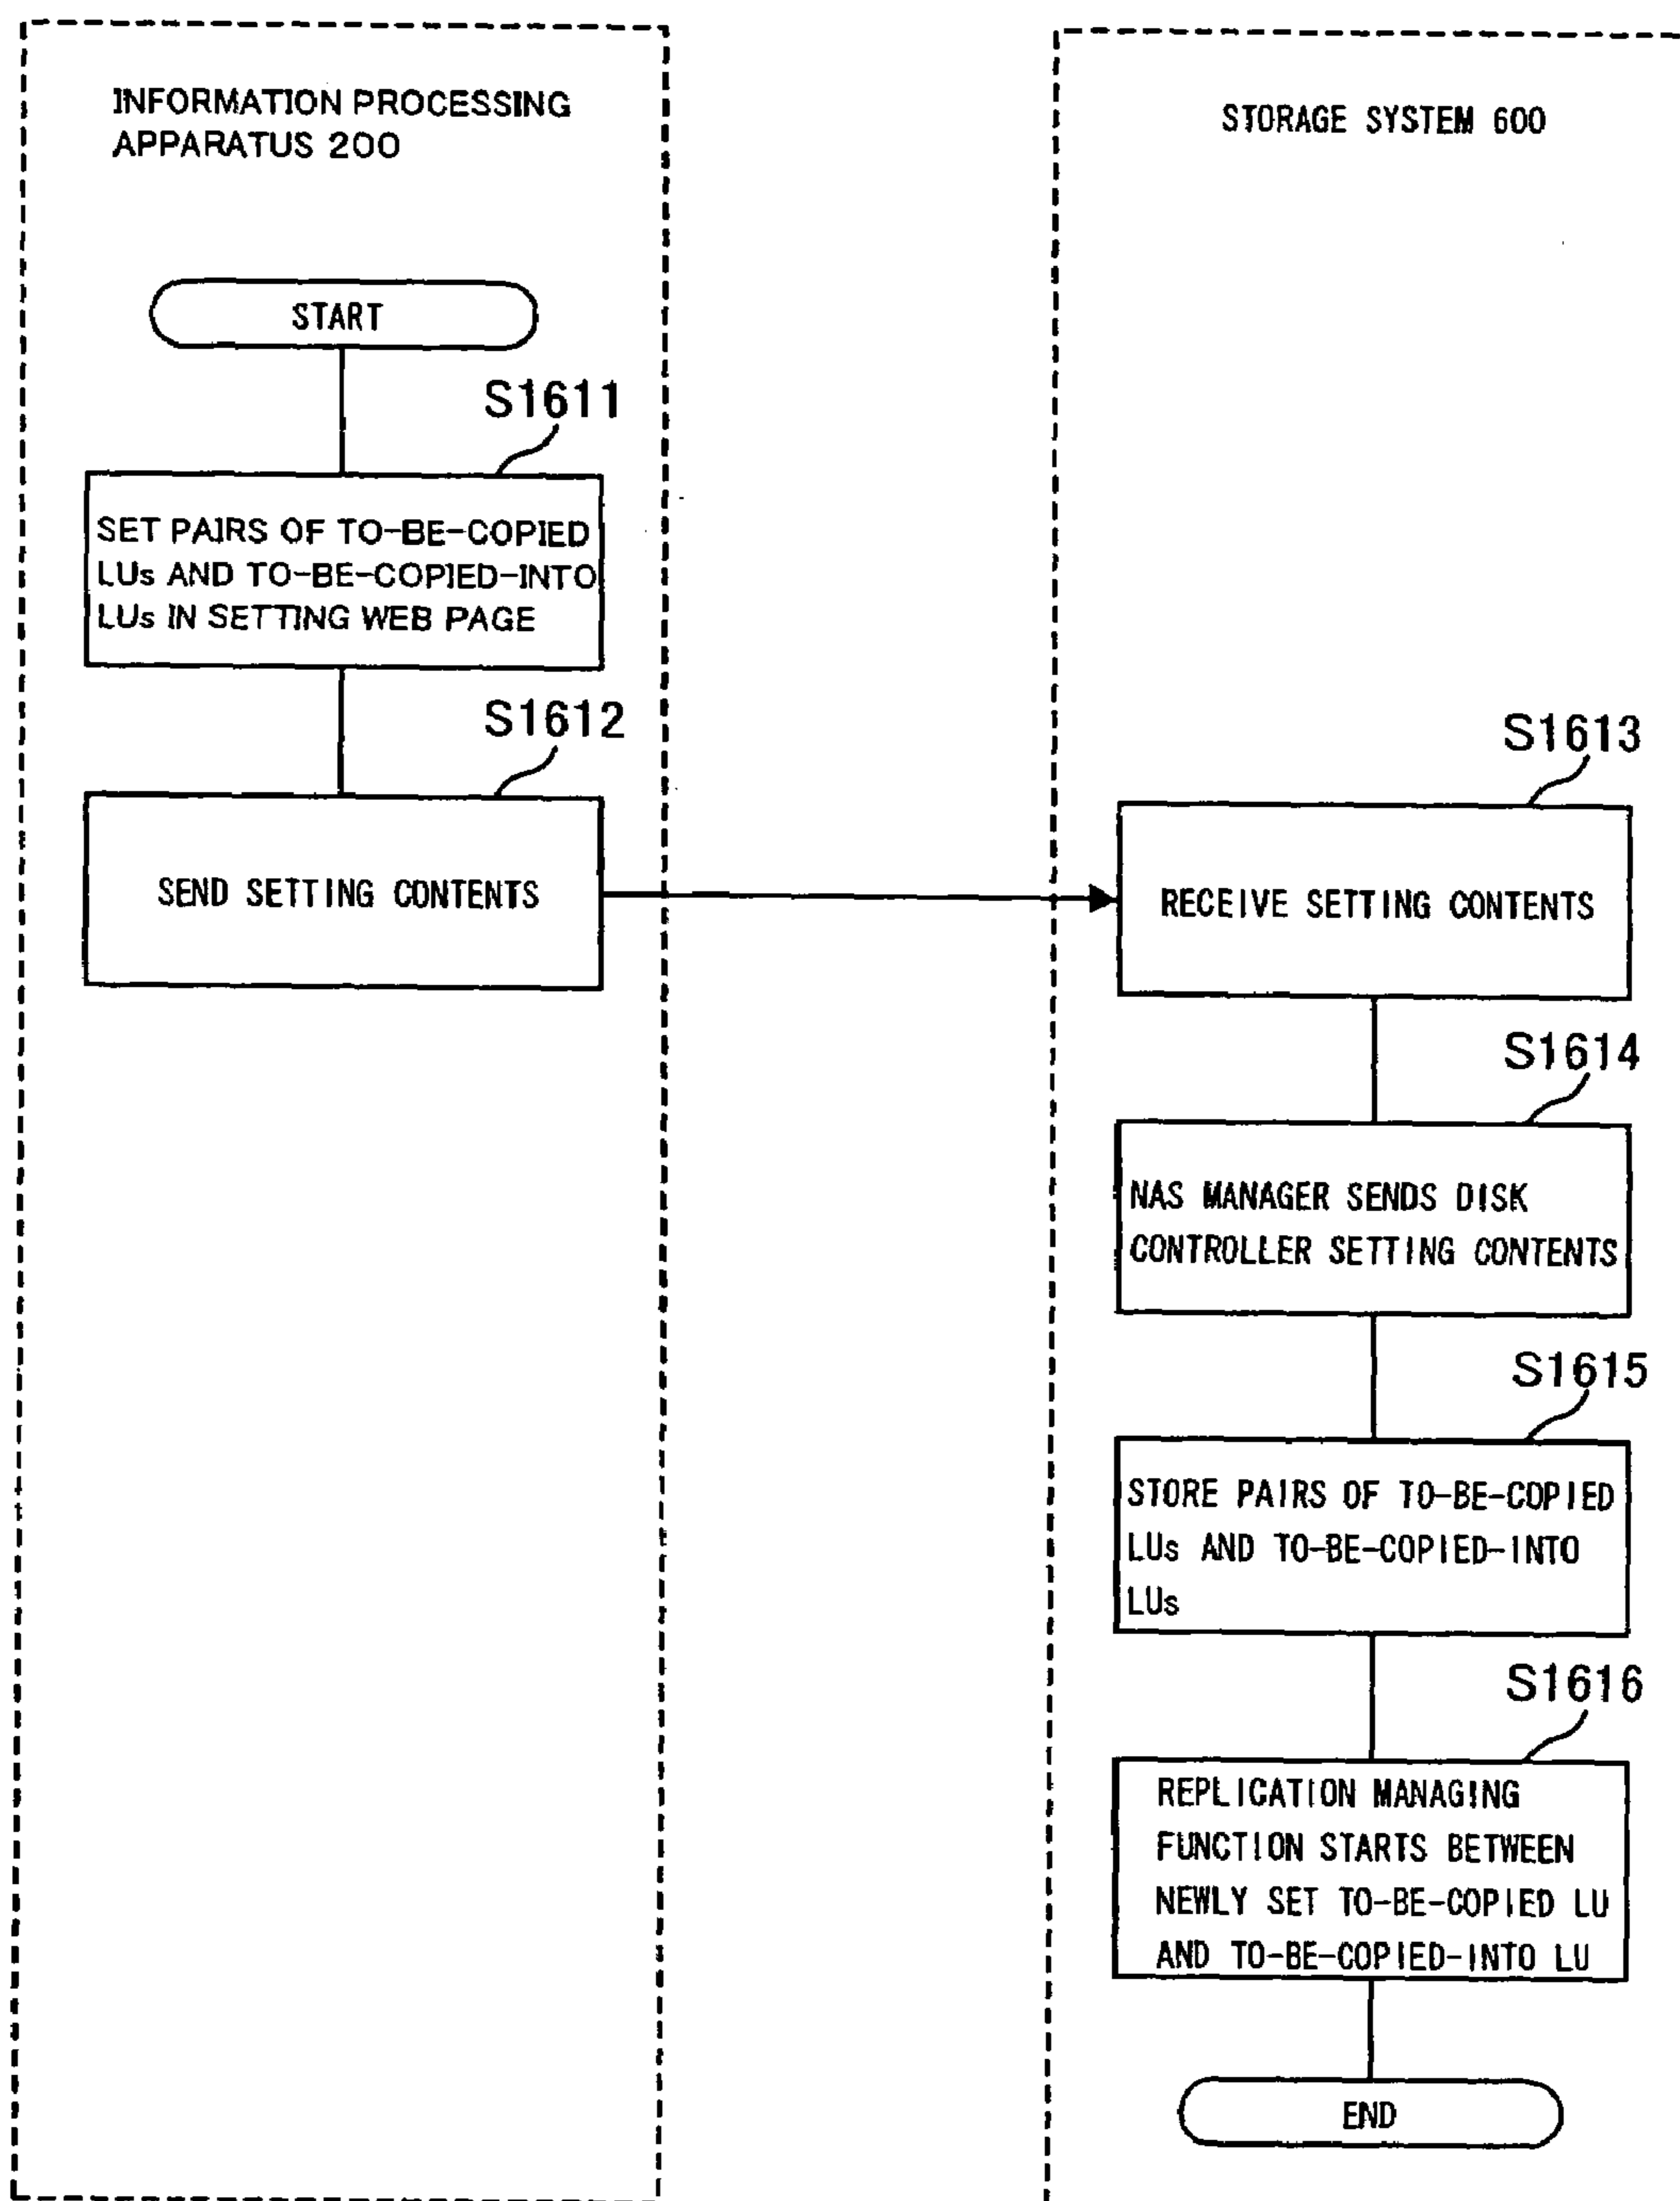 INFORMATION PROCESSING
APPARATUS 200
START
S1611
SET PAIRS OF TO-BE-COPIED
LUs AND TO-BE-COPIED-INTO
LUs IN SETTING WEB PAGE
S1612
SEND SETTING CONTENTS
STORAGE SYSTEM 600
S1613
RECEIVE SETTING CONTENTS
S1614
NAS MANAGER SENDS DISK
CONTROLLER SETTING CONTENTS
S1615
STORE PAIRS OF TO-BE-COPIED
LUs AND TO-BE-COPIED-INTO
LUs
S1616
REPLICATION MANAGING
FUNCTION STARTS BETWEEN
NEWLY SET TO-BE-COPIED LU
AND TO-BE-COPIED-INTO LU
END